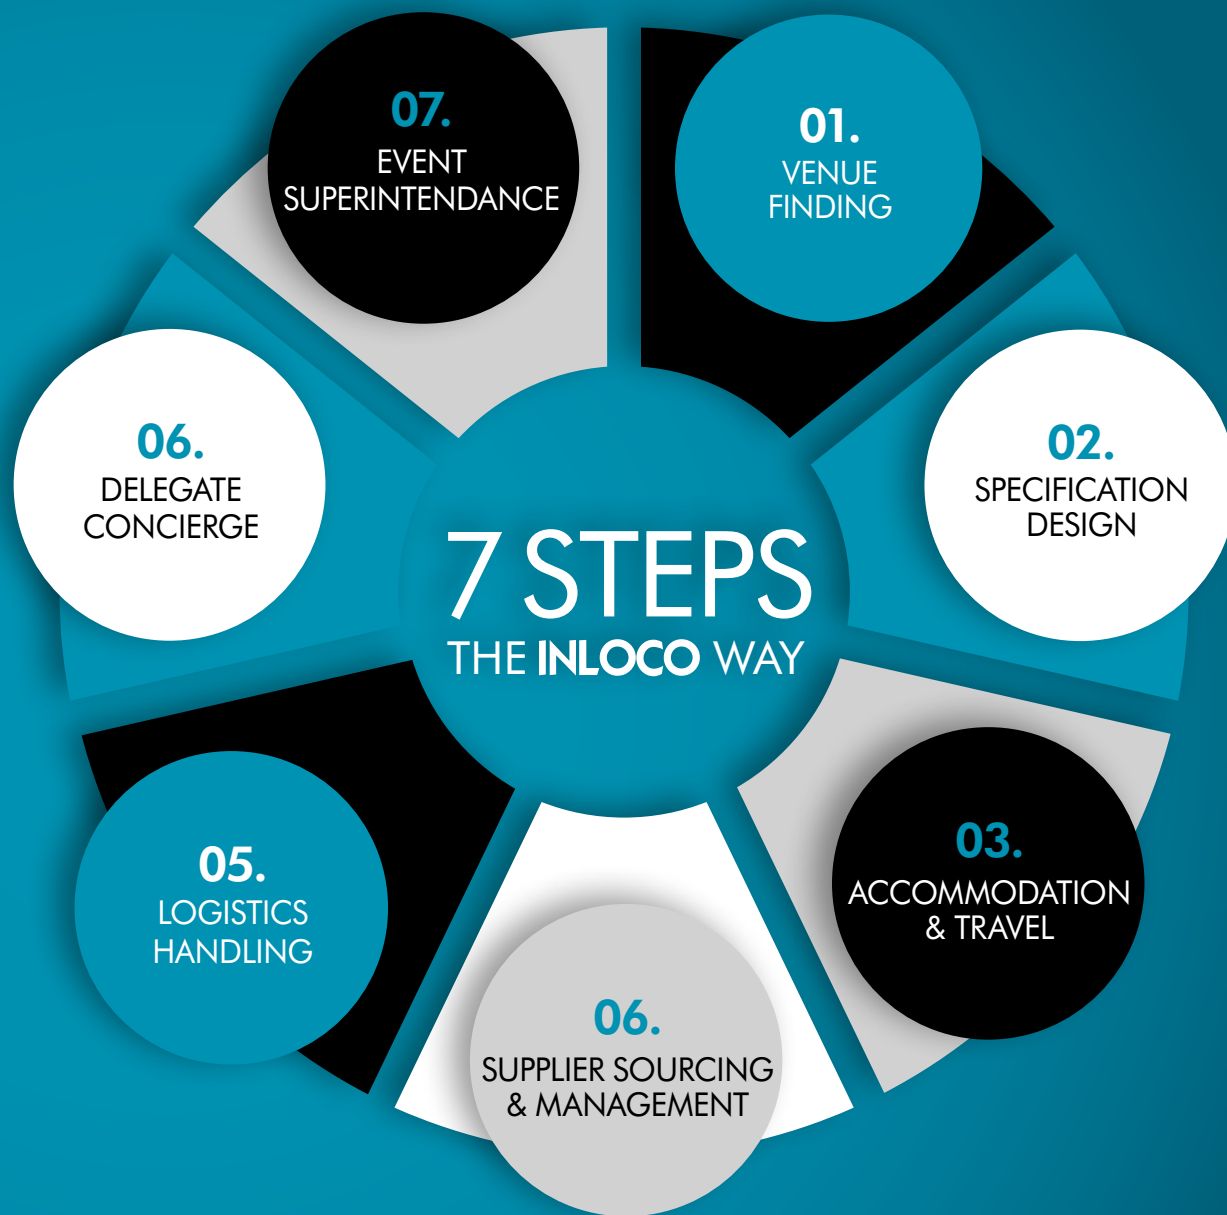 7 STEPS
THE INLOCO WAY
01.
VENUE
FINDING
02.
SPECIFICATION
DESIGN
03.
ACCOMMODATION
& TRAVEL
06.
SUPPLIER SOURCING
& MANAGEMENT
05.
LOGISTICS
HANDLING
06.
DELEGATE
CONCIERGE
07.
EVENT
SUPERINTENDANCE